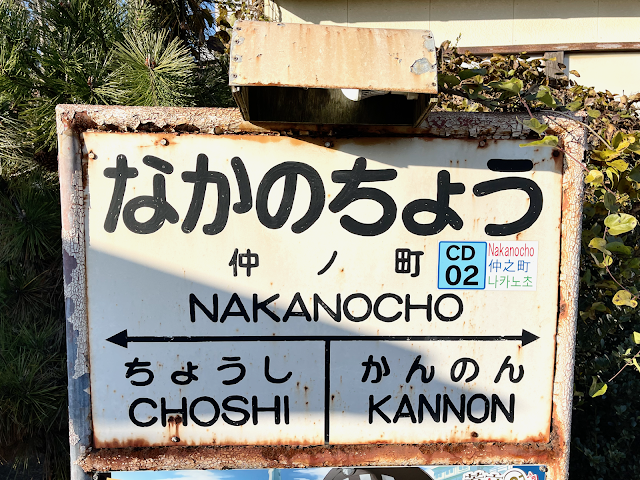 なかのちょう
仲ノ町
CD
02
Nakanocho
仲之町
나카노초
NAKANOCHO
ちょうし
かんのん
CHOSHI
KANNON